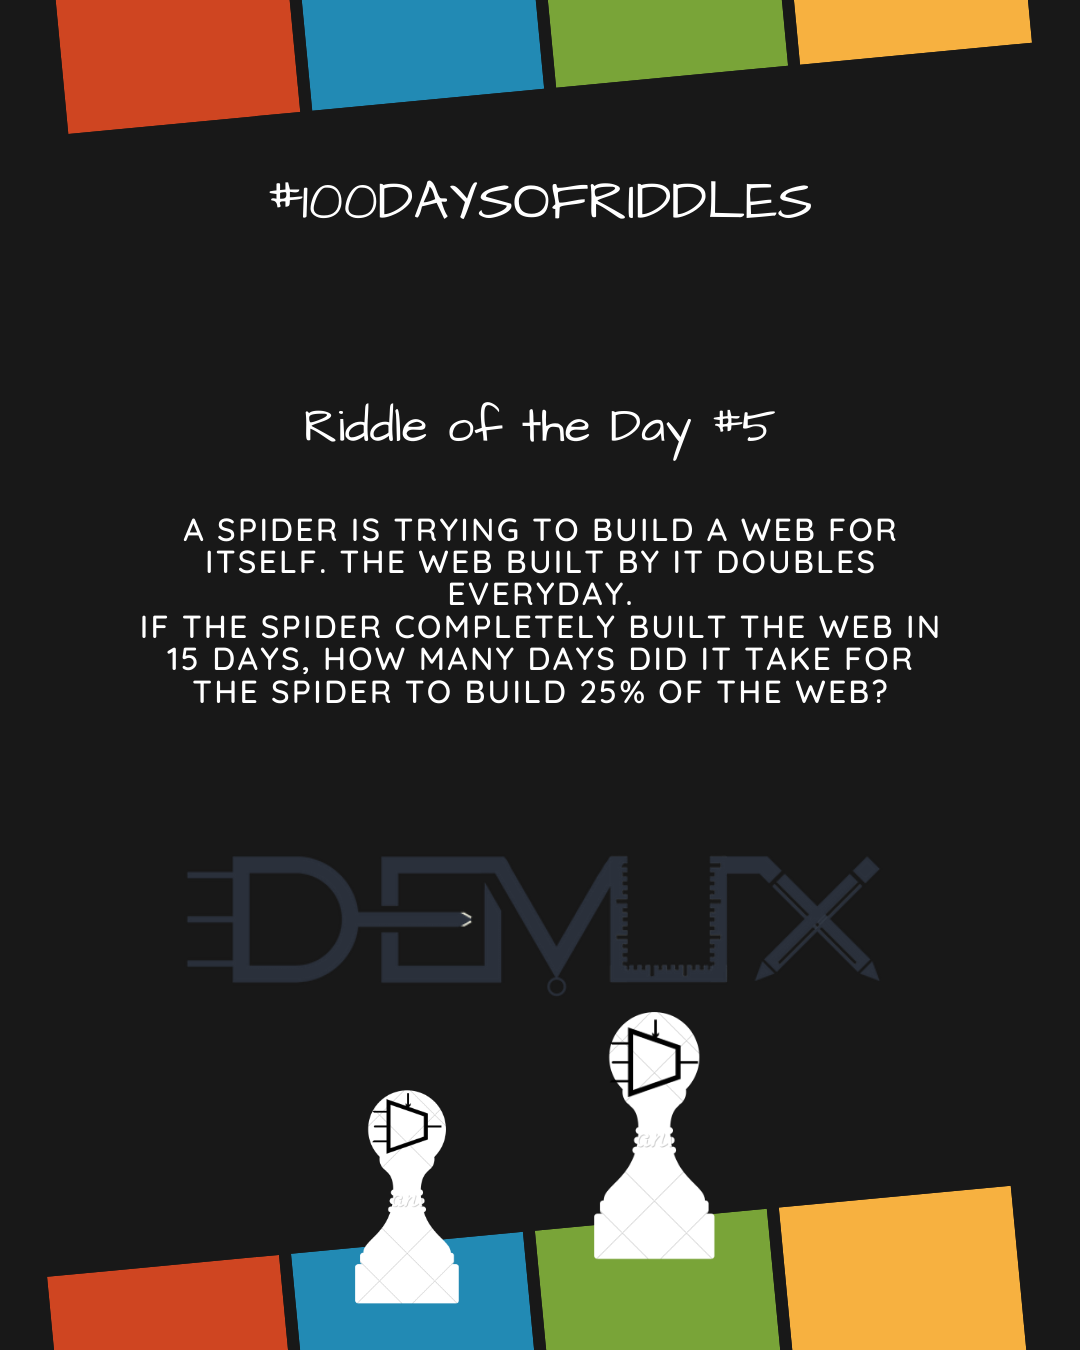 #100DAYSOFRIDDLES
Riddle of the Day #5
A SPIDER IS TRYING TO BUILD A WEB FOR
ITSELF. THE WEB BUILT BY IT DOUBLES
EVERYDAY.
IF THE SPIDER COMPLETELY BUILT THE WEB IN
15 DAYS, HOW MANY DAYS DID IT TAKE FOR
THE SPIDER TO BUILD 25% OF THE WEB?
DEMUX